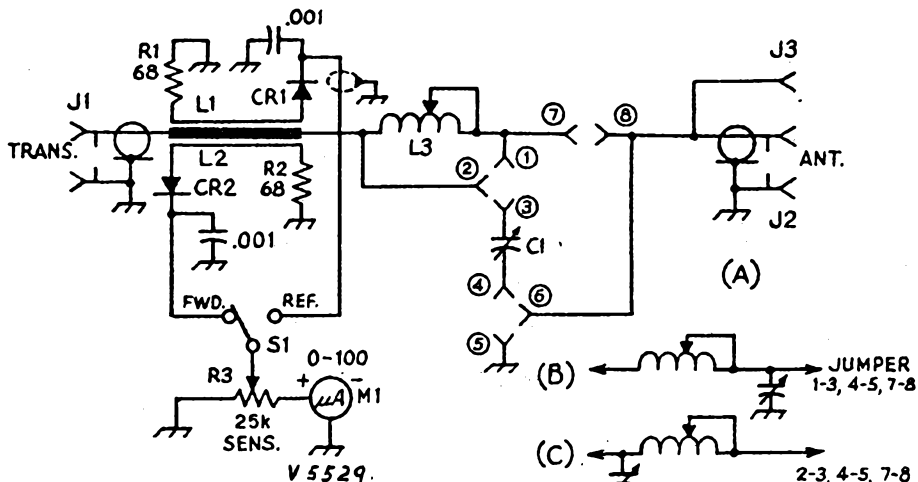 .001
R1
68
CR1
J3
J1
L1
⑦
⑧
L3
①
TRANS.
L2
R2
68
②
ANT.
CR2
③
.001
C1
J2
(A)
④
⑥
FWD.
REF.
S1
⑤
0-100
R3
+
-
μA
M1
(B)
JUMPER
1-3, 4-5, 7-8
25k
SENS.
(C)
V5529.
2-3, 4-5, 7-8